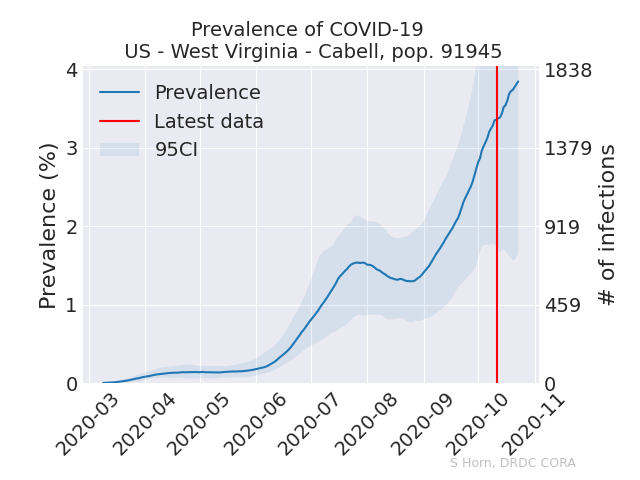 Prevalence of COVID-19
US - West Virginia - Cabell, pop. 91945
Prevalence
Latest data
95CI
Prevalence (%)
4
3
2
1
0
1838
1379
919
459
0
# of infections
2020-03
2020-04
2020-05
2020-06
2020-07
2020-08
2020-09
2020-10
2020-11
S Horn, DRDC CORA